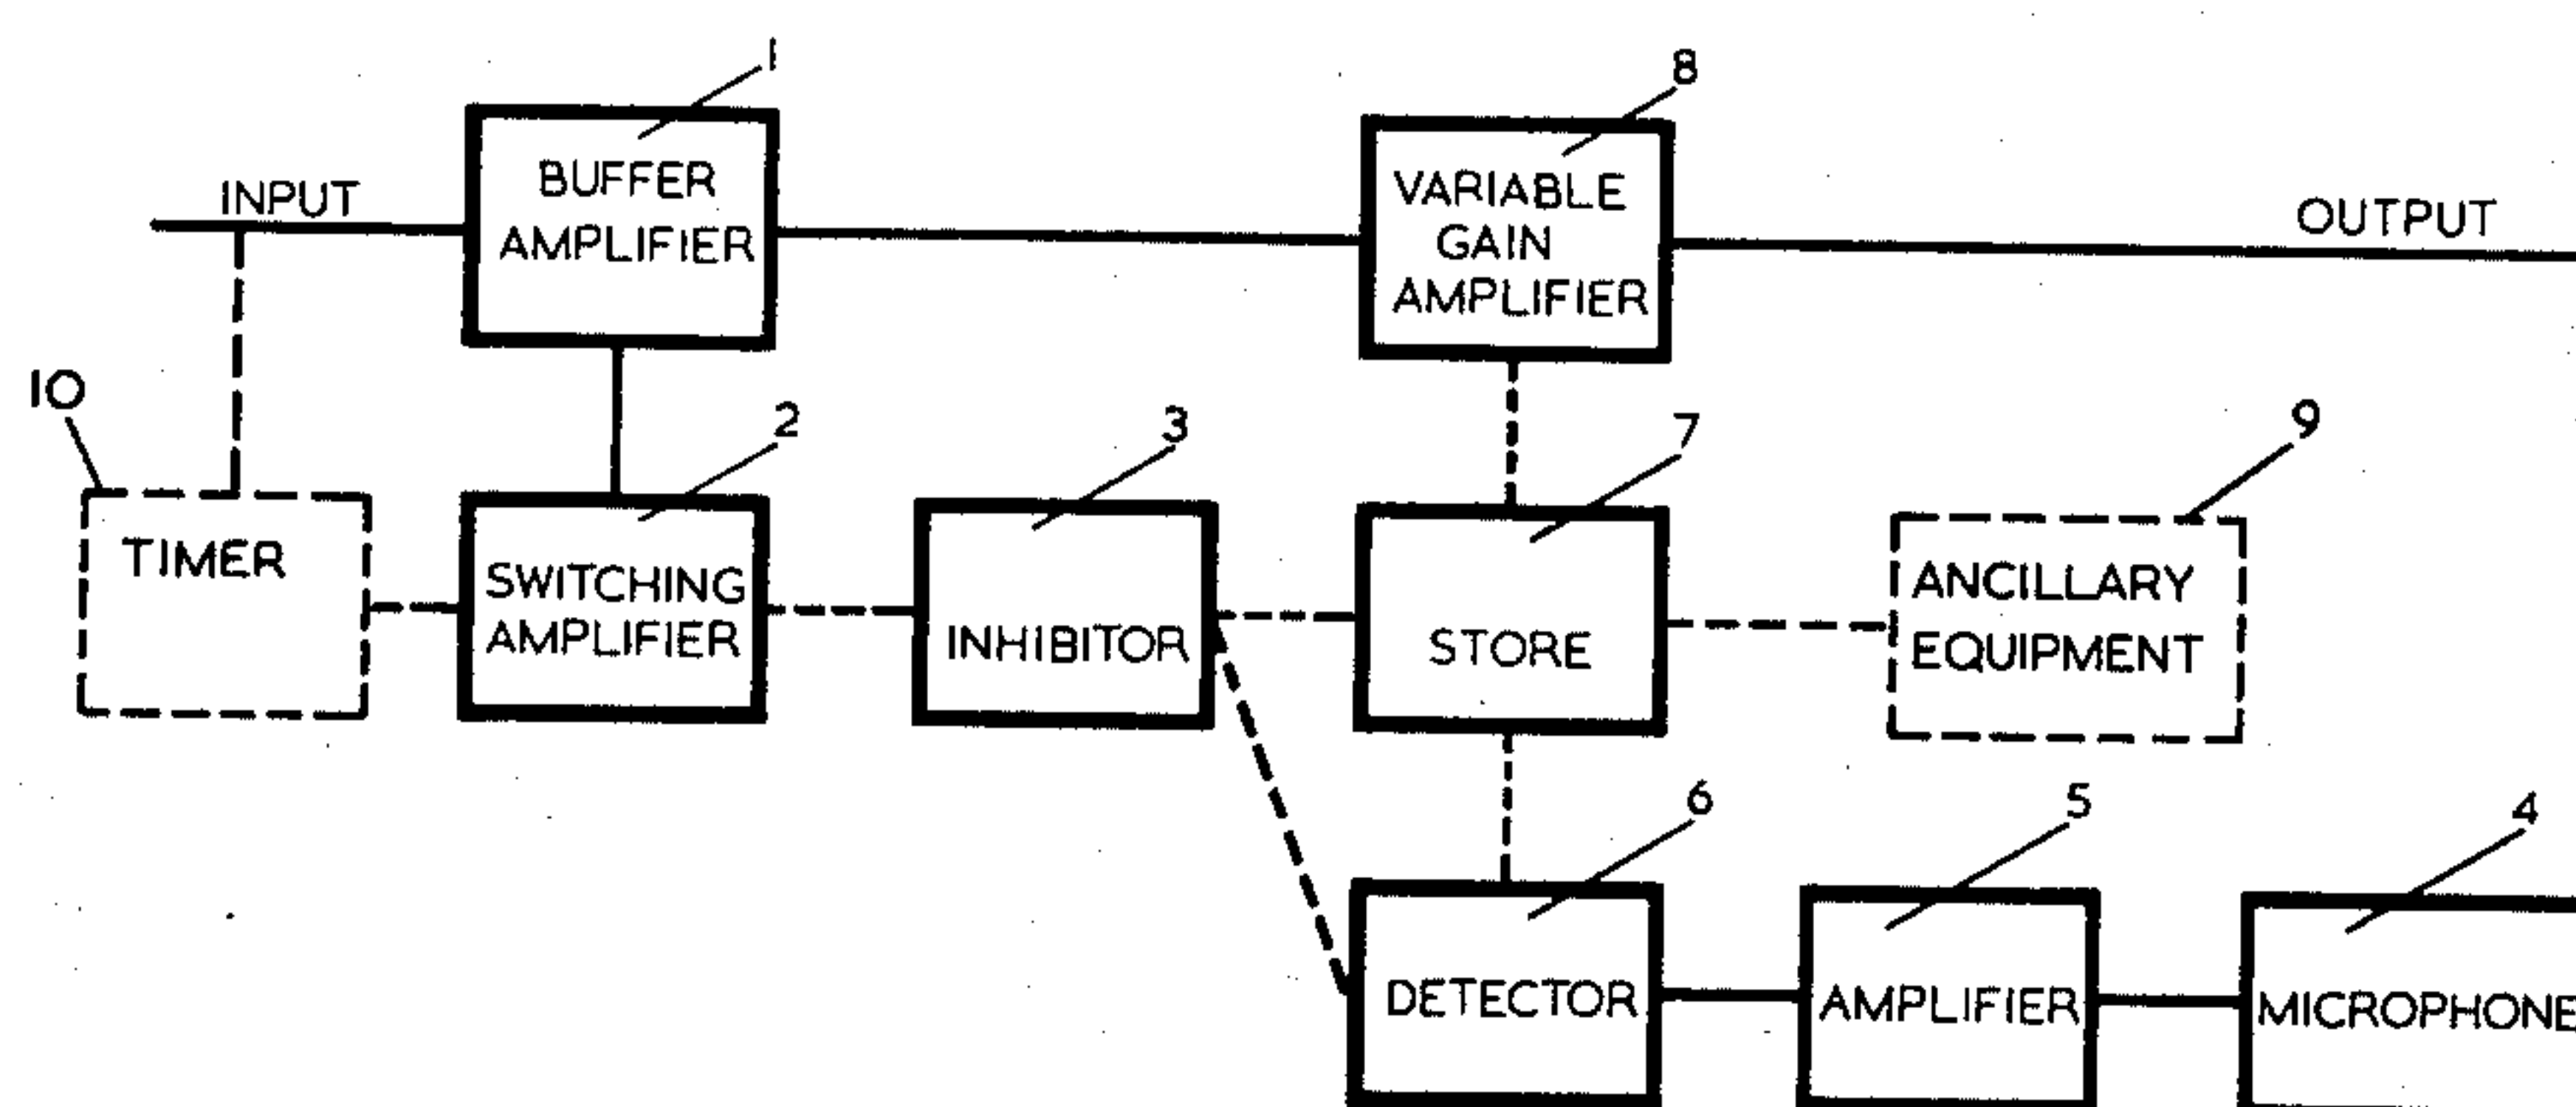 1
8
INPUT
BUFFER
AMPLIFIER
VARIABLE
GAIN
AMPLIFIER
OUTPUT
10
2
3
7
9
TIMER
SWITCHING
AMPLIFIER
INHIBITOR
STORE
ANCILLARY
EQUIPMENT
6
5
4
DETECTOR
AMPLIFIER
MICROPHONE